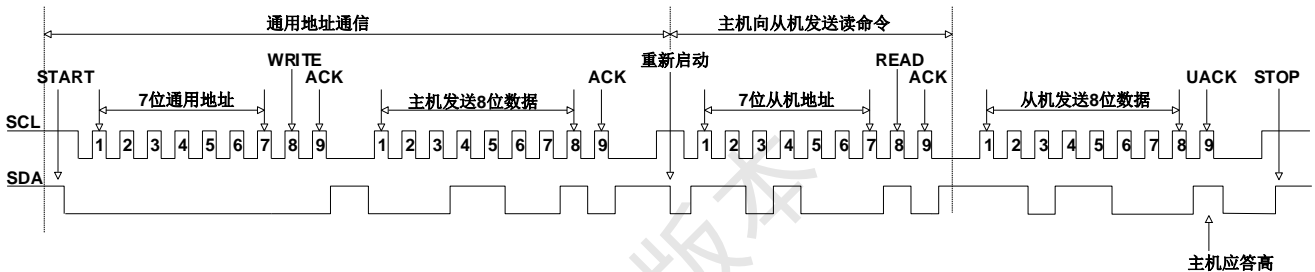 通用地址通信
主机向从机发送读命令
WRITE
重新启动
READ
START
ACK
ACK
ACK
UACK
STOP
7位通用地址
主机发送8位数据
7位从机地址
从机发送8位数据
SCL
1 2 3 4 5 6 7 8 9
1 2 3 4 5 6 7 8 9
1 2 3 4 5 6 7 8 9
1 2 3 4 5 6 7 8 9
SDA
版本
主机应答高